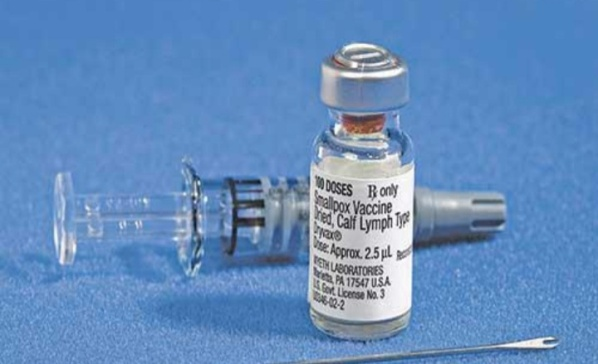 100 DOSES ℞ only
Smallpox Vaccine
Dried, Calf Lymph Type
Dryvax®
Dose: Approx. 2.5 µL
WYETH LABORATORIES
Marietta, PA 17547 U.S.A.
U.S. Govt. License No. 3